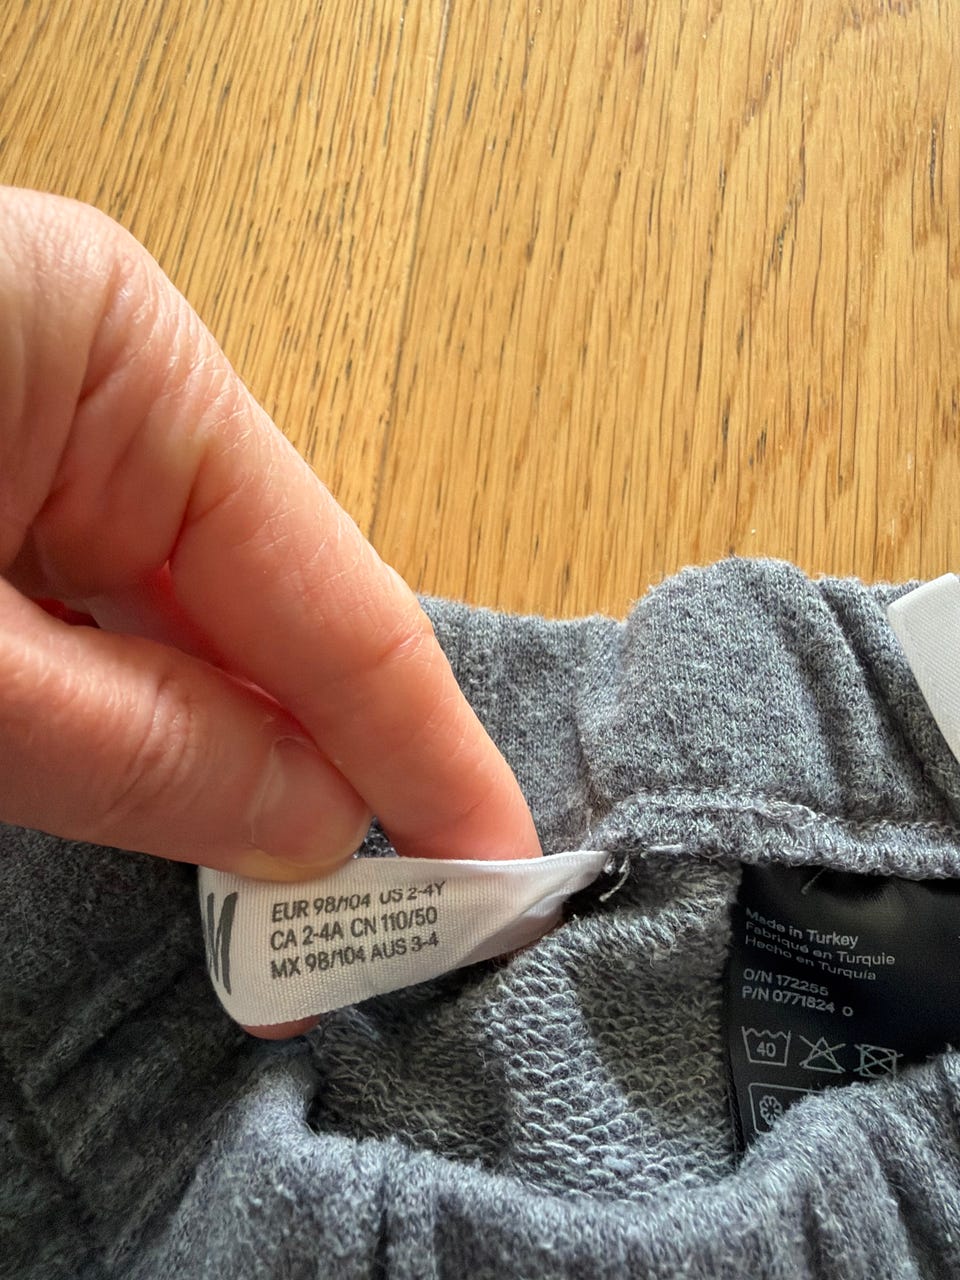 M
EUR 98/104 US 2-4Y
CA 2-4A CN 110/50
MX 98/104 AUS 3-4
Made in Turkey
Fabriqué en Turquie
Hecho en Turquía
O/N 172255
P/N 0771824 0
40